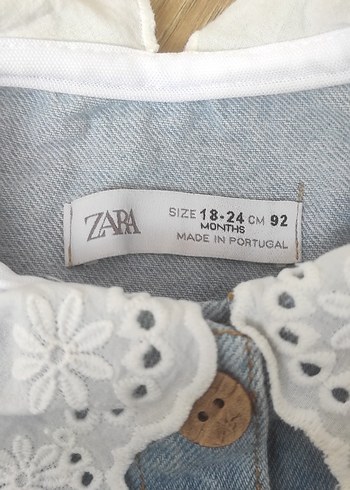 ZARA
SIZE 18-24 CM 92
MONTHS
MADE IN PORTUGAL